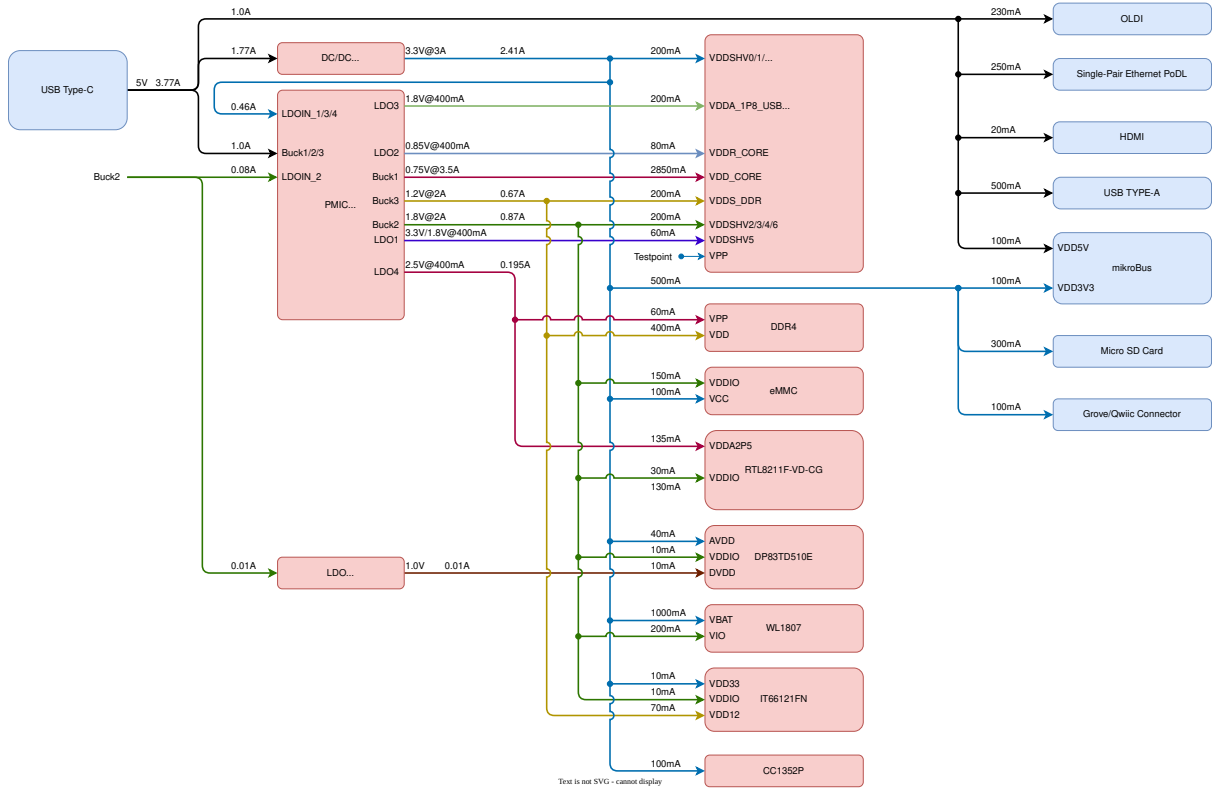 1.0A
230mA
OLDI
1.77A
DC/DC...
3.3V@3A
2.41A
200mA
VDDSHV0/1/...
USB Type-C
5V 3.77A
250mA
Single-Pair Ethernet PoDL
0.46A
LDOIN_1/3/4
LDO3
1.8V@400mA
200mA
VDDA_1P8_USB...
20mA
HDMI
1.0A
Buck1/2/3
LDO2
0.85V@400mA
80mA
VDDR_CORE
Buck2
0.08A
LDOIN_2
Buck1
0.75V@3.5A
2850mA
VDD_CORE
500mA
USB TYPE-A
PMIC...
Buck3
1.2V@2A
0.67A
200mA
VDDS_DDR
Buck2
1.8V@2A
0.87A
200mA
VDDSHV2/3/4/6
LDO1
3.3V/1.8V@400mA
60mA
VDDSHV5
100mA
VDD5V
Testpoint
VPP
mikroBus
LDO4
2.5V@400mA
0.195A
500mA
100mA
VDD3V3
60mA
VPP
DDR4
400mA
VDD
300mA
Micro SD Card
150mA
VDDIO
eMMC
100mA
VCC
100mA
Grove/Qwiic Connector
135mA
VDDA2P5
RTL8211F-VD-CG
30mA
VDDIO
130mA
40mA
AVDD
10mA
VDDIO
DP83TD510E
0.01A
LDO...
1.0V
0.01A
10mA
DVDD
1000mA
VBAT
WL1807
200mA
VIO
10mA
VDD33
10mA
VDDIO
IT66121FN
70mA
VDD12
100mA
CC1352P
Text is not SVG - cannot display